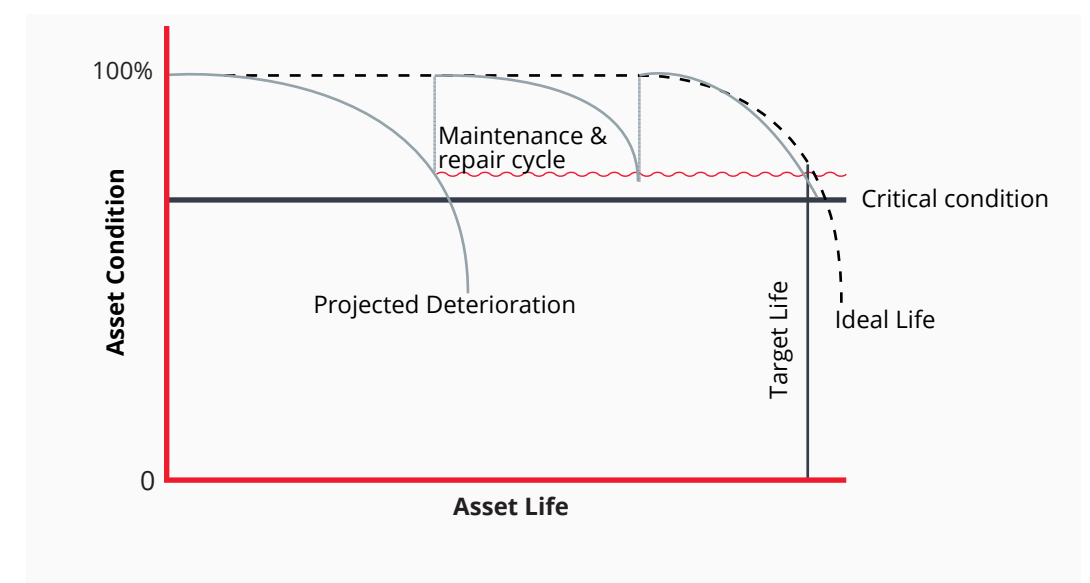 100%
Maintenance &
repair cycle
Critical condition
Asset Condition
Projected Deterioration
Target Life
Ideal Life
0
Asset Life